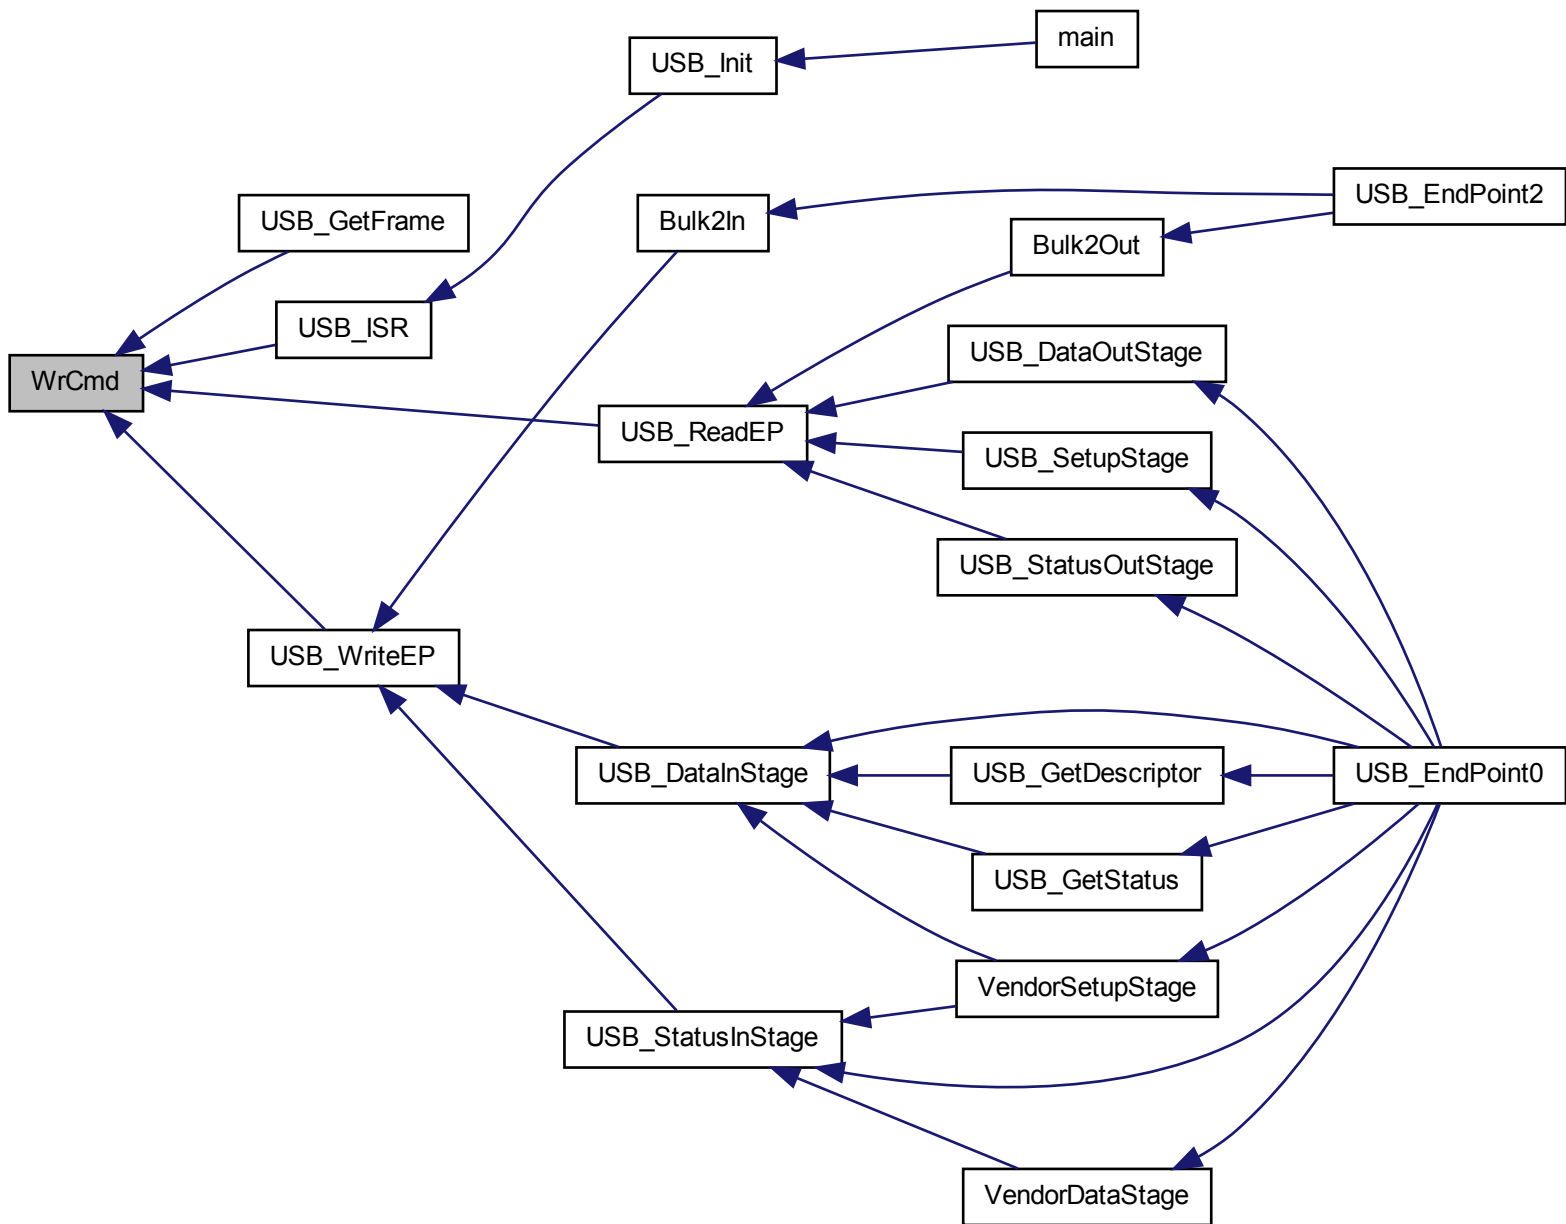 main
USB_Init
USB_EndPoint2
USB_GetFrame
Bulk2In
Bulk2Out
USB_ISR
USB_DataOutStage
WrCmd
USB_ReadEP
USB_SetupStage
USB_StatusOutStage
USB_WriteEP
USB_DataInStage
USB_GetDescriptor
USB_EndPoint0
USB_GetStatus
VendorSetupStage
USB_StatusInStage
VendorDataStage